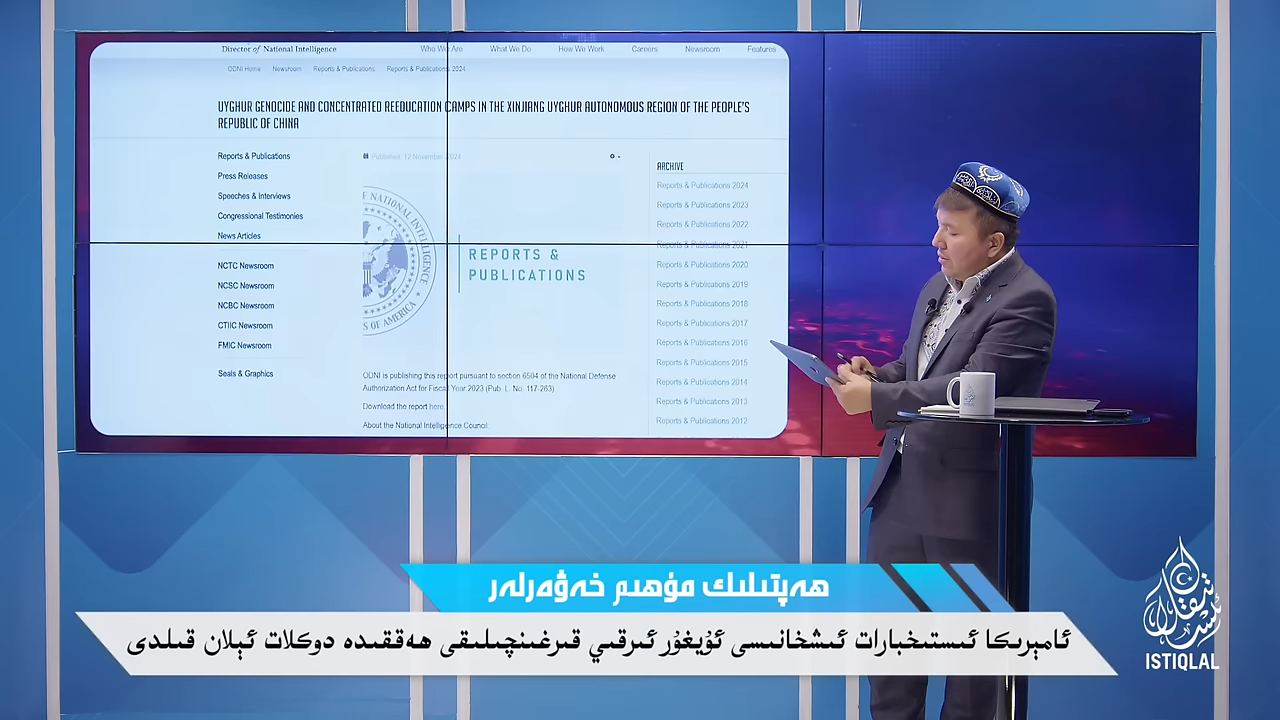 Director of National Intelligence
Who We Are What We Do How We Work Careers Newsroom Features
ODNI Home Newsroom Reports & Publications Reports & Publications 2024
UYGHUR GENOCIDE AND CONCENTRATED REEDUCATION CAMPS IN THE XINJIANG UYGHUR AUTONOMOUS REGION OF THE PEOPLE'S
REPUBLIC OF CHINA
Reports & Publications
Press Releases
Speeches & Interviews
Congressional Testimonies
News Articles
NCTC Newsroom
NCSC Newsroom
NCBC Newsroom
CTIIC Newsroom
FMIC Newsroom
Seals & Graphics
Published: 12 November 2024
OF NATIONAL INTELLIGENCE
S OF AMERICA
REPORTS &
PUBLICATIONS
ODNI is publishing this report pursuant to section 6504 of the National Defense
Authorization Act for Fiscal Year 2023 (Pub. L. No. 117-263).
Download the report here.
About the National Intelligence Council:
ARCHIVE
Reports & Publications 2024
Reports & Publications 2023
Reports & Publications 2022
Reports & Publications 2021
Reports & Publications 2020
Reports & Publications 2019
Reports & Publications 2018
Reports & Publications 2017
Reports & Publications 2016
Reports & Publications 2015
Reports & Publications 2014
Reports & Publications 2013
Reports & Publications 2012
ھەپتىلىك مۇھىم خەۋەرلەر
ئامېرىكا ئىستىخبارات ئىشخانىسى ئۇيغۇر ئىرقىي قىرغىنچىلىقى ھەققىدە دوكلات ئېلان قىلدى
ISTIQLAL